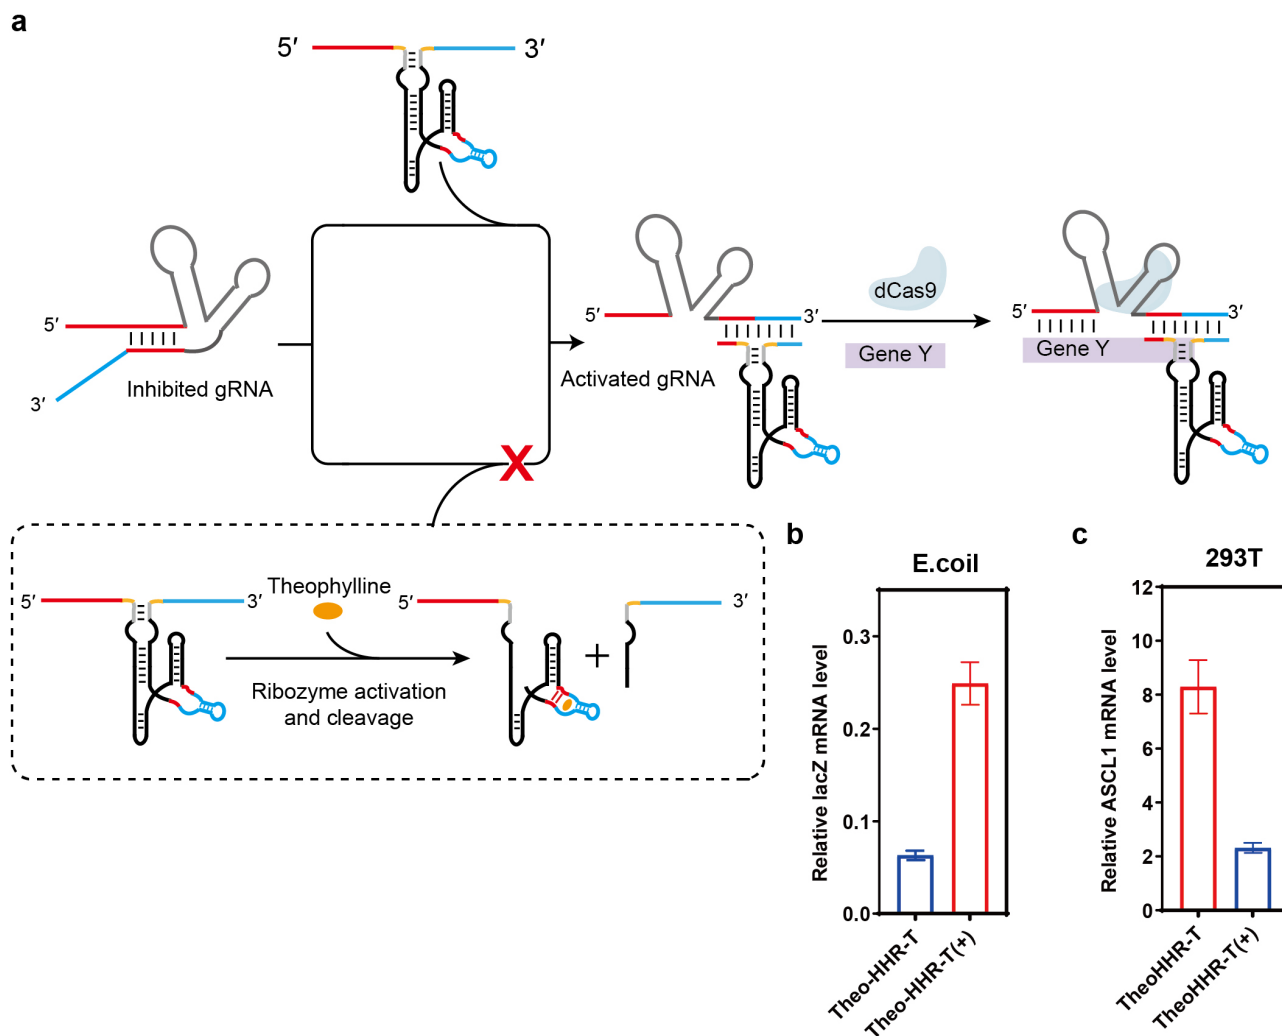 a
5′ 3′
dCas9
5′ 3′ 5′ 3′
5′
Gene Y Gene Y
Inhibited gRNA Activated gRNA
3′
X
5′ 3′ Theophylline 5′ 3′
+
Ribozyme activation
and cleavage
b
E.coil
Relative lacZ mRNA level
0.3
0.2
0.1
0.0
Theo-HHR-T
Theo-HHR-T(+)
c
293T
Relative ASCL1 mRNA level
12
10
8
6
4
2
0
TheoHHR-T
TheoHHR-T(+)